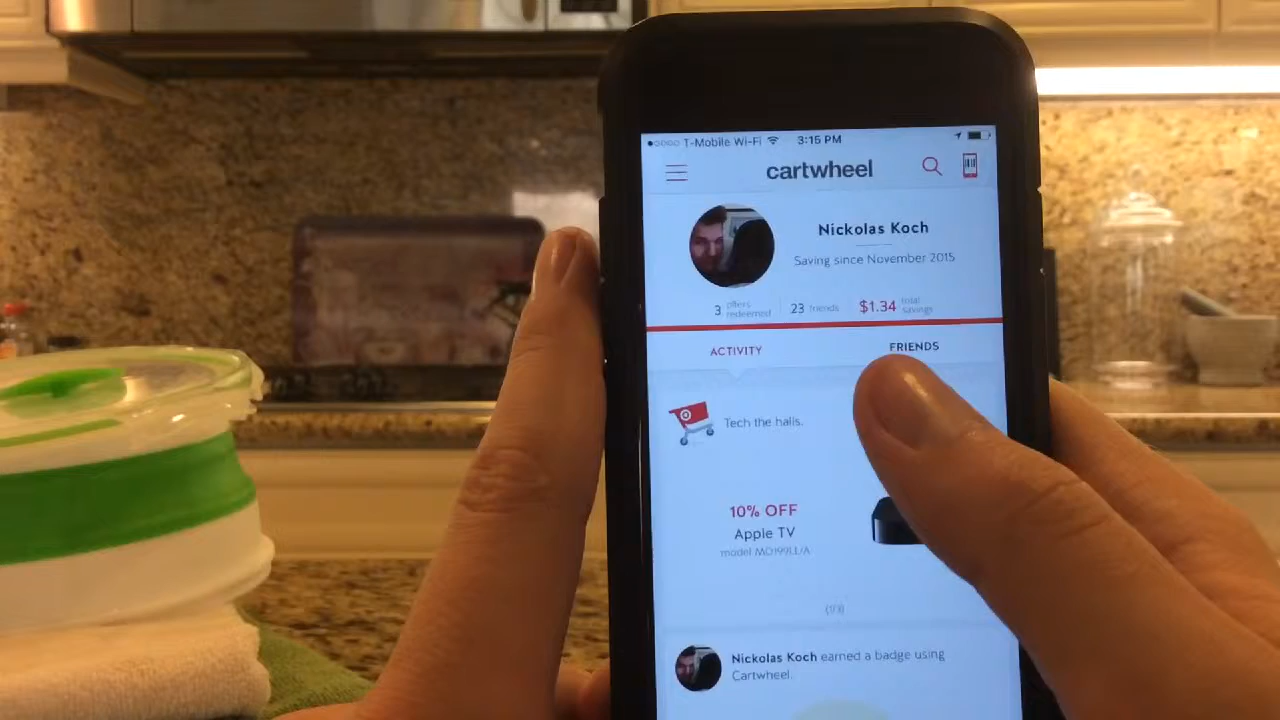 T-Mobile Wi-Fi 3:15 PM
cartwheel
Nickolas Koch
Saving since November 2015
3 offers redeemed 23 friends $1.34 total savings
ACTIVITY FRIENDS
Tech the halls.
10% OFF
Apple TV
model MD199LL/A
(1/3)
Nickolas Koch earned a badge using
Cartwheel.